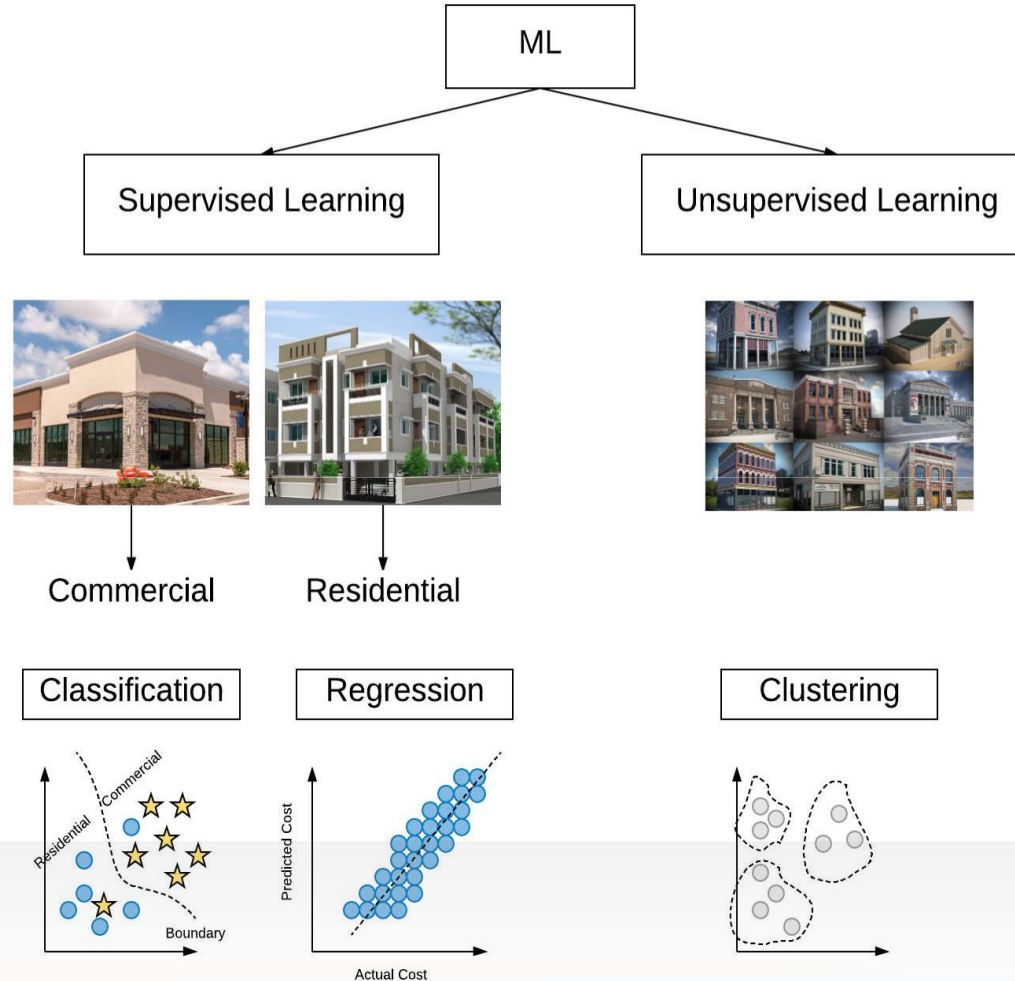 ML
Supervised Learning
Unsupervised Learning
Commercial
Residential
Classification
Regression
Clustering
Residential
Commercial
Boundary
Predicted Cost
Actual Cost